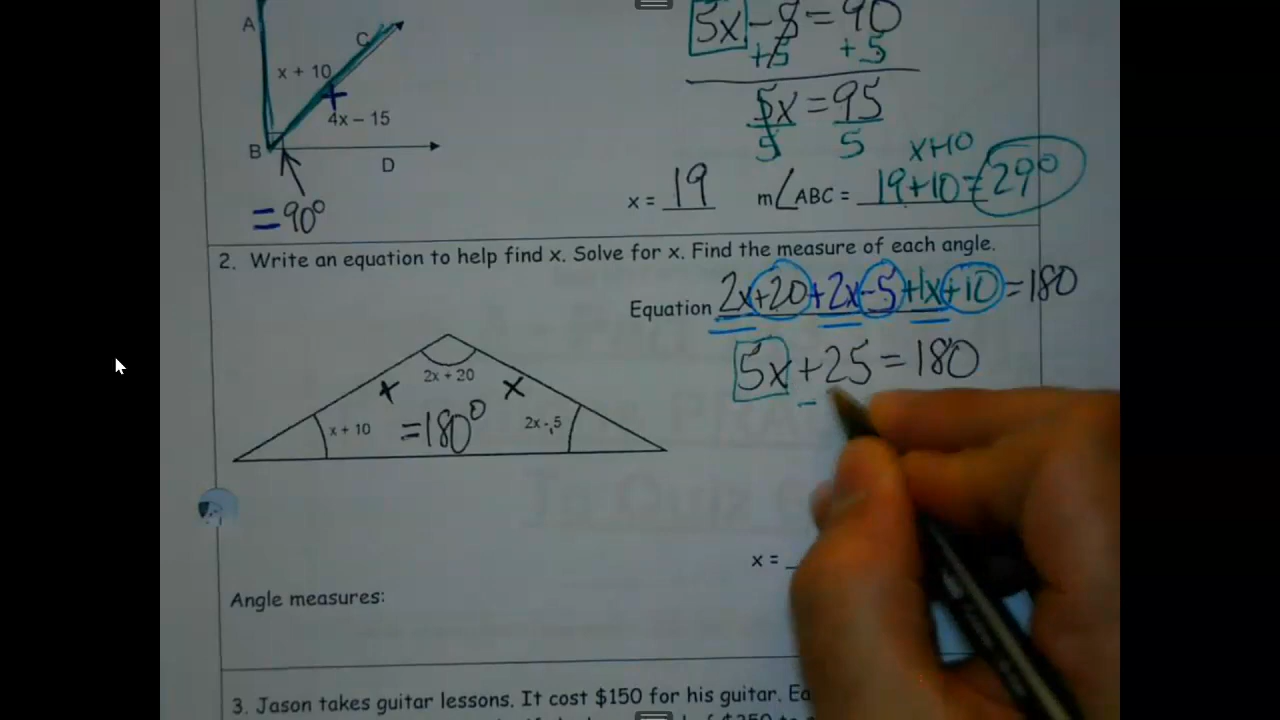 A
C
x + 10
4x – 15
B
D
= 90°
5x - 5 = 90
+5 +5
5x = 95
5 5
x+10
x = 19 m∠ABC = 19+10 = 29°
2. Write an equation to help find x. Solve for x. Find the measure of each angle.
Equation 2x+20+2x-5+1x+10=180
5x+25=180
2x + 20
x + 10
=180°
2x - 5
x =
Angle measures:
3. Jason takes guitar lessons. It cost $150 for his guitar.